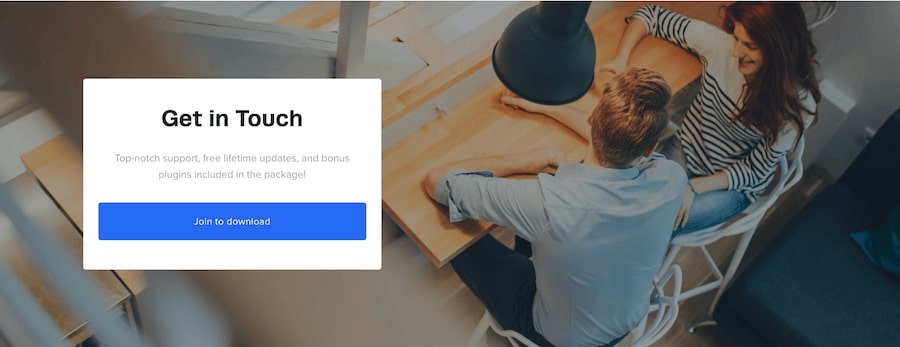 Get in Touch
Top-notch support, free lifetime updates, and bonus
plugins included in the package!
Join to download